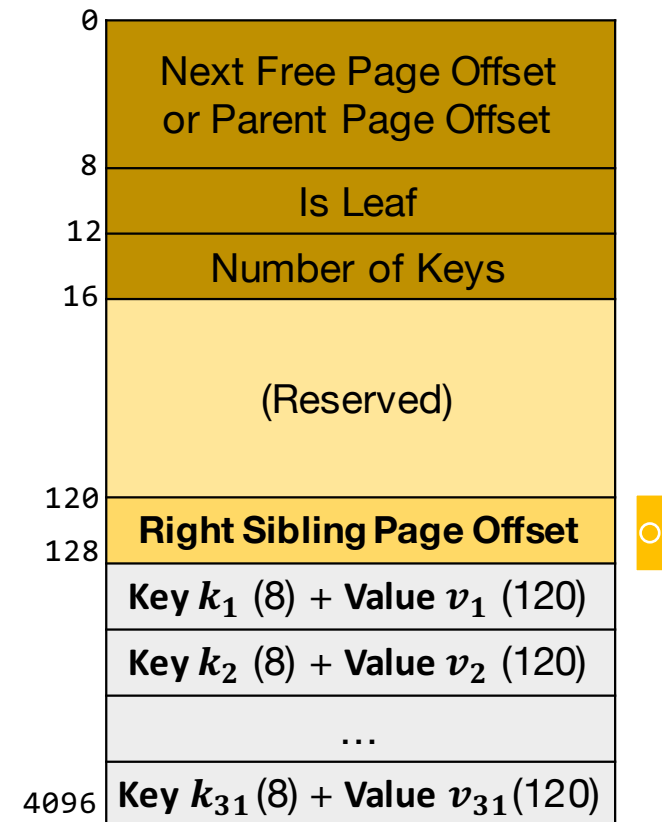 0
Next Free Page Offset
or Parent Page Offset
8
Is Leaf
12
Number of Keys
16
(Reserved)
120
Right Sibling Page Offset
128
Key k₁ (8) + Value v₁ (120)
Key k₂ (8) + Value v₂ (120)
...
4096
Key k₃₁(8) + Value v₃₁(120)